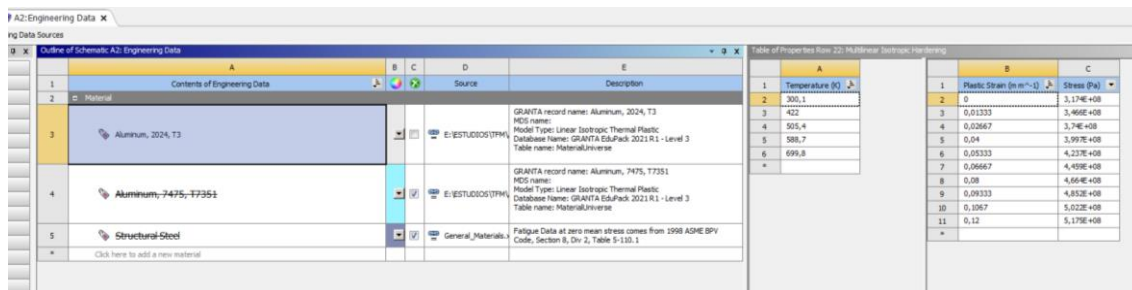 A2:Engineering Data
ng Data Sources
Outline of Schematic A2: Engineering Data
A B C D E
1 Contents of Engineering Data Source Description
2 Material
3 Aluminum, 2024, T3 E:\ESTUDIOS\TFM\
GRANTA record name: Aluminum, 2024, T3
MDS name:
Model Type: Linear Isotropic Thermal Plastic
Database Name: GRANTA EduPack 2021 R1 - Level 3
Table name: MaterialUniverse
4 Aluminum, 7475, T7351 E:\ESTUDIOS\TFM\
GRANTA record name: Aluminum, 7475, T7351
MDS name:
Model Type: Linear Isotropic Thermal Plastic
Database Name: GRANTA EduPack 2021 R1 - Level 3
Table name: MaterialUniverse
5 Structural Steel General_Materials.x
Fatigue Data at zero mean stress comes from 1998 ASME BPV
Code, Section 8, Div 2, Table 5-110.1
* Click here to add a new material
Table of Properties Row 22: Multilinear Isotropic Hardening
A
1 Temperature (K)
2 300,1
3 422
4 505,4
5 588,7
6 699,8
*
B C
1 Plastic Strain (m m^-1) Stress (Pa)
2 0 3,174E+08
3 0,01333 3,466E+08
4 0,02667 3,74E+08
5 0,04 3,997E+08
6 0,05333 4,237E+08
7 0,06667 4,459E+08
8 0,08 4,664E+08
9 0,09333 4,852E+08
10 0,1067 5,022E+08
11 0,12 5,175E+08
*